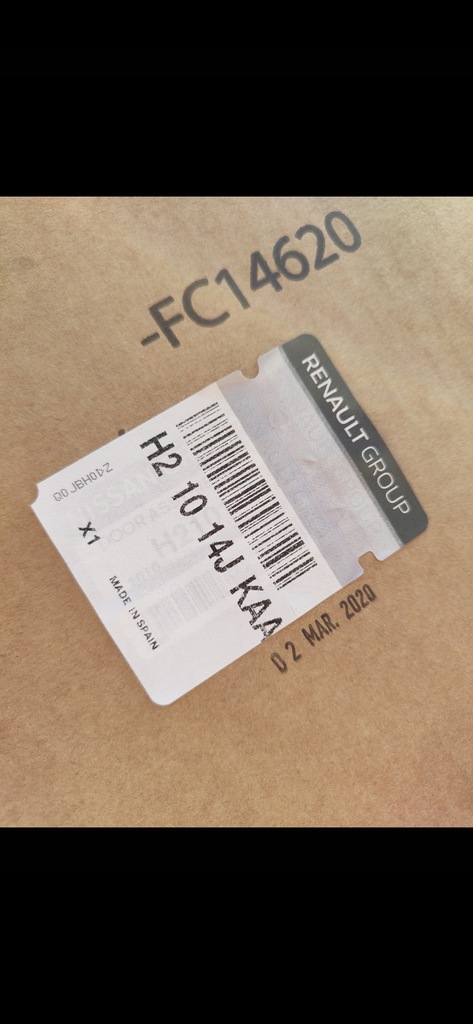 -FC14620
RENAULT GROUP
H2 10 14J KAA
X1
MADE IN SPAIN
02 MAR. 2020